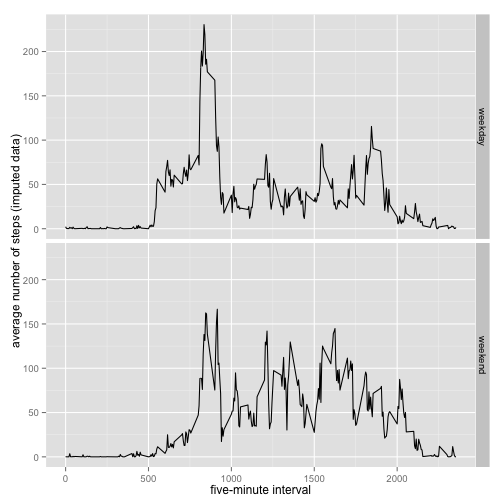 average number of steps (imputed data)
200
150
100
50
0
weekday
200
150
100
50
0
weekend
0 500 1000 1500 2000
five-minute interval